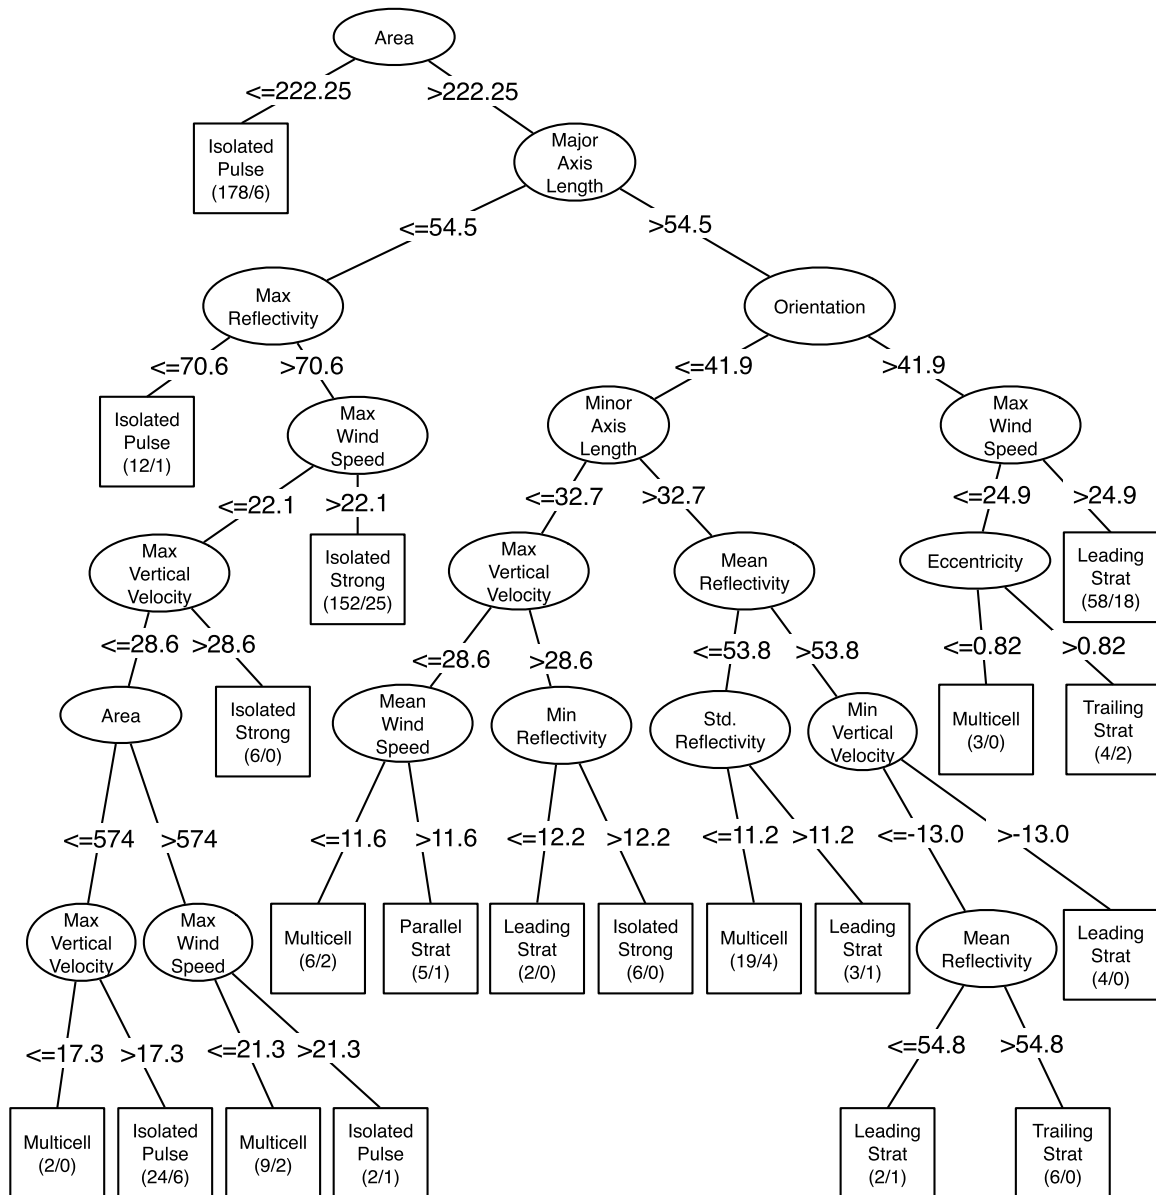 Area
<=222.25
>222.25
Isolated
Pulse
(178/6)
Major
Axis
Length
<=54.5
>54.5
Max
Reflectivity
Orientation
<=70.6
>70.6
<=41.9
>41.9
Isolated
Pulse
(12/1)
Max
Wind
Speed
Minor
Axis
Length
Max
Wind
Speed
<=22.1
>22.1
<=32.7
>32.7
<=24.9
>24.9
Max
Vertical
Velocity
Isolated
Strong
(152/25)
Max
Vertical
Velocity
Mean
Reflectivity
Eccentricity
Leading
Strat
(58/18)
<=28.6
>28.6
<=28.6
>28.6
<=53.8
>53.8
<=0.82
>0.82
Area
Isolated
Strong
(6/0)
Mean
Wind
Speed
Min
Reflectivity
Std.
Reflectivity
Min
Vertical
Velocity
Multicell
(3/0)
Trailing
Strat
(4/2)
<=574
>574
<=11.6
>11.6
<=12.2
>12.2
<=11.2
>11.2
<=-13.0
>-13.0
Max
Vertical
Velocity
Max
Wind
Speed
Multicell
(6/2)
Parallel
Strat
(5/1)
Leading
Strat
(2/0)
Isolated
Strong
(6/0)
Multicell
(19/4)
Leading
Strat
(3/1)
Mean
Reflectivity
Leading
Strat
(4/0)
<=17.3
>17.3
<=21.3
>21.3
<=54.8
>54.8
Multicell
(2/0)
Isolated
Pulse
(24/6)
Multicell
(9/2)
Isolated
Pulse
(2/1)
Leading
Strat
(2/1)
Trailing
Strat
(6/0)